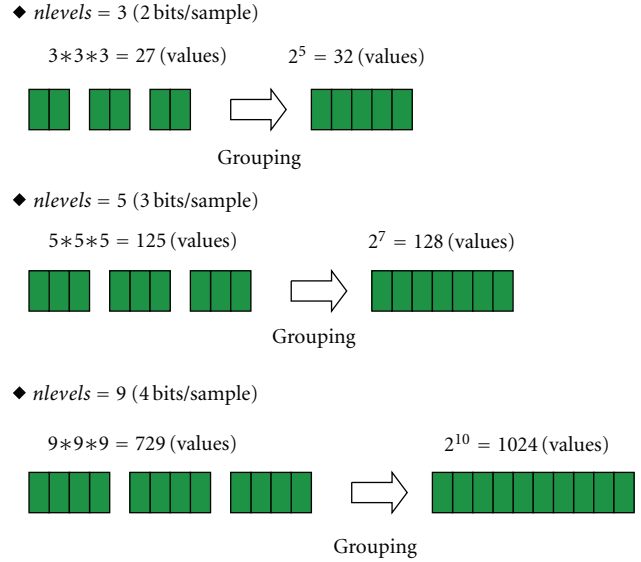 ◆ nlevels = 3 (2 bits/sample)
3∗3∗3 = 27 (values) 2^5 = 32 (values)
Grouping
◆ nlevels = 5 (3 bits/sample)
5∗5∗5 = 125 (values) 2^7 = 128 (values)
Grouping
◆ nlevels = 9 (4 bits/sample)
9∗9∗9 = 729 (values) 2^10 = 1024 (values)
Grouping